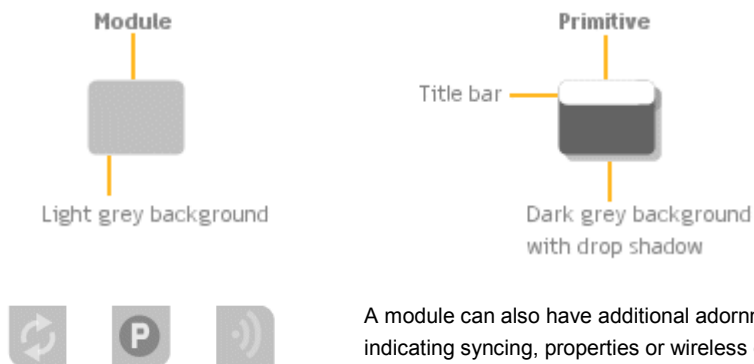 Module
Primitive
Title bar
Light grey background
Dark grey background
with drop shadow
P
A module can also have additional
indicating syncing, properties or wireless